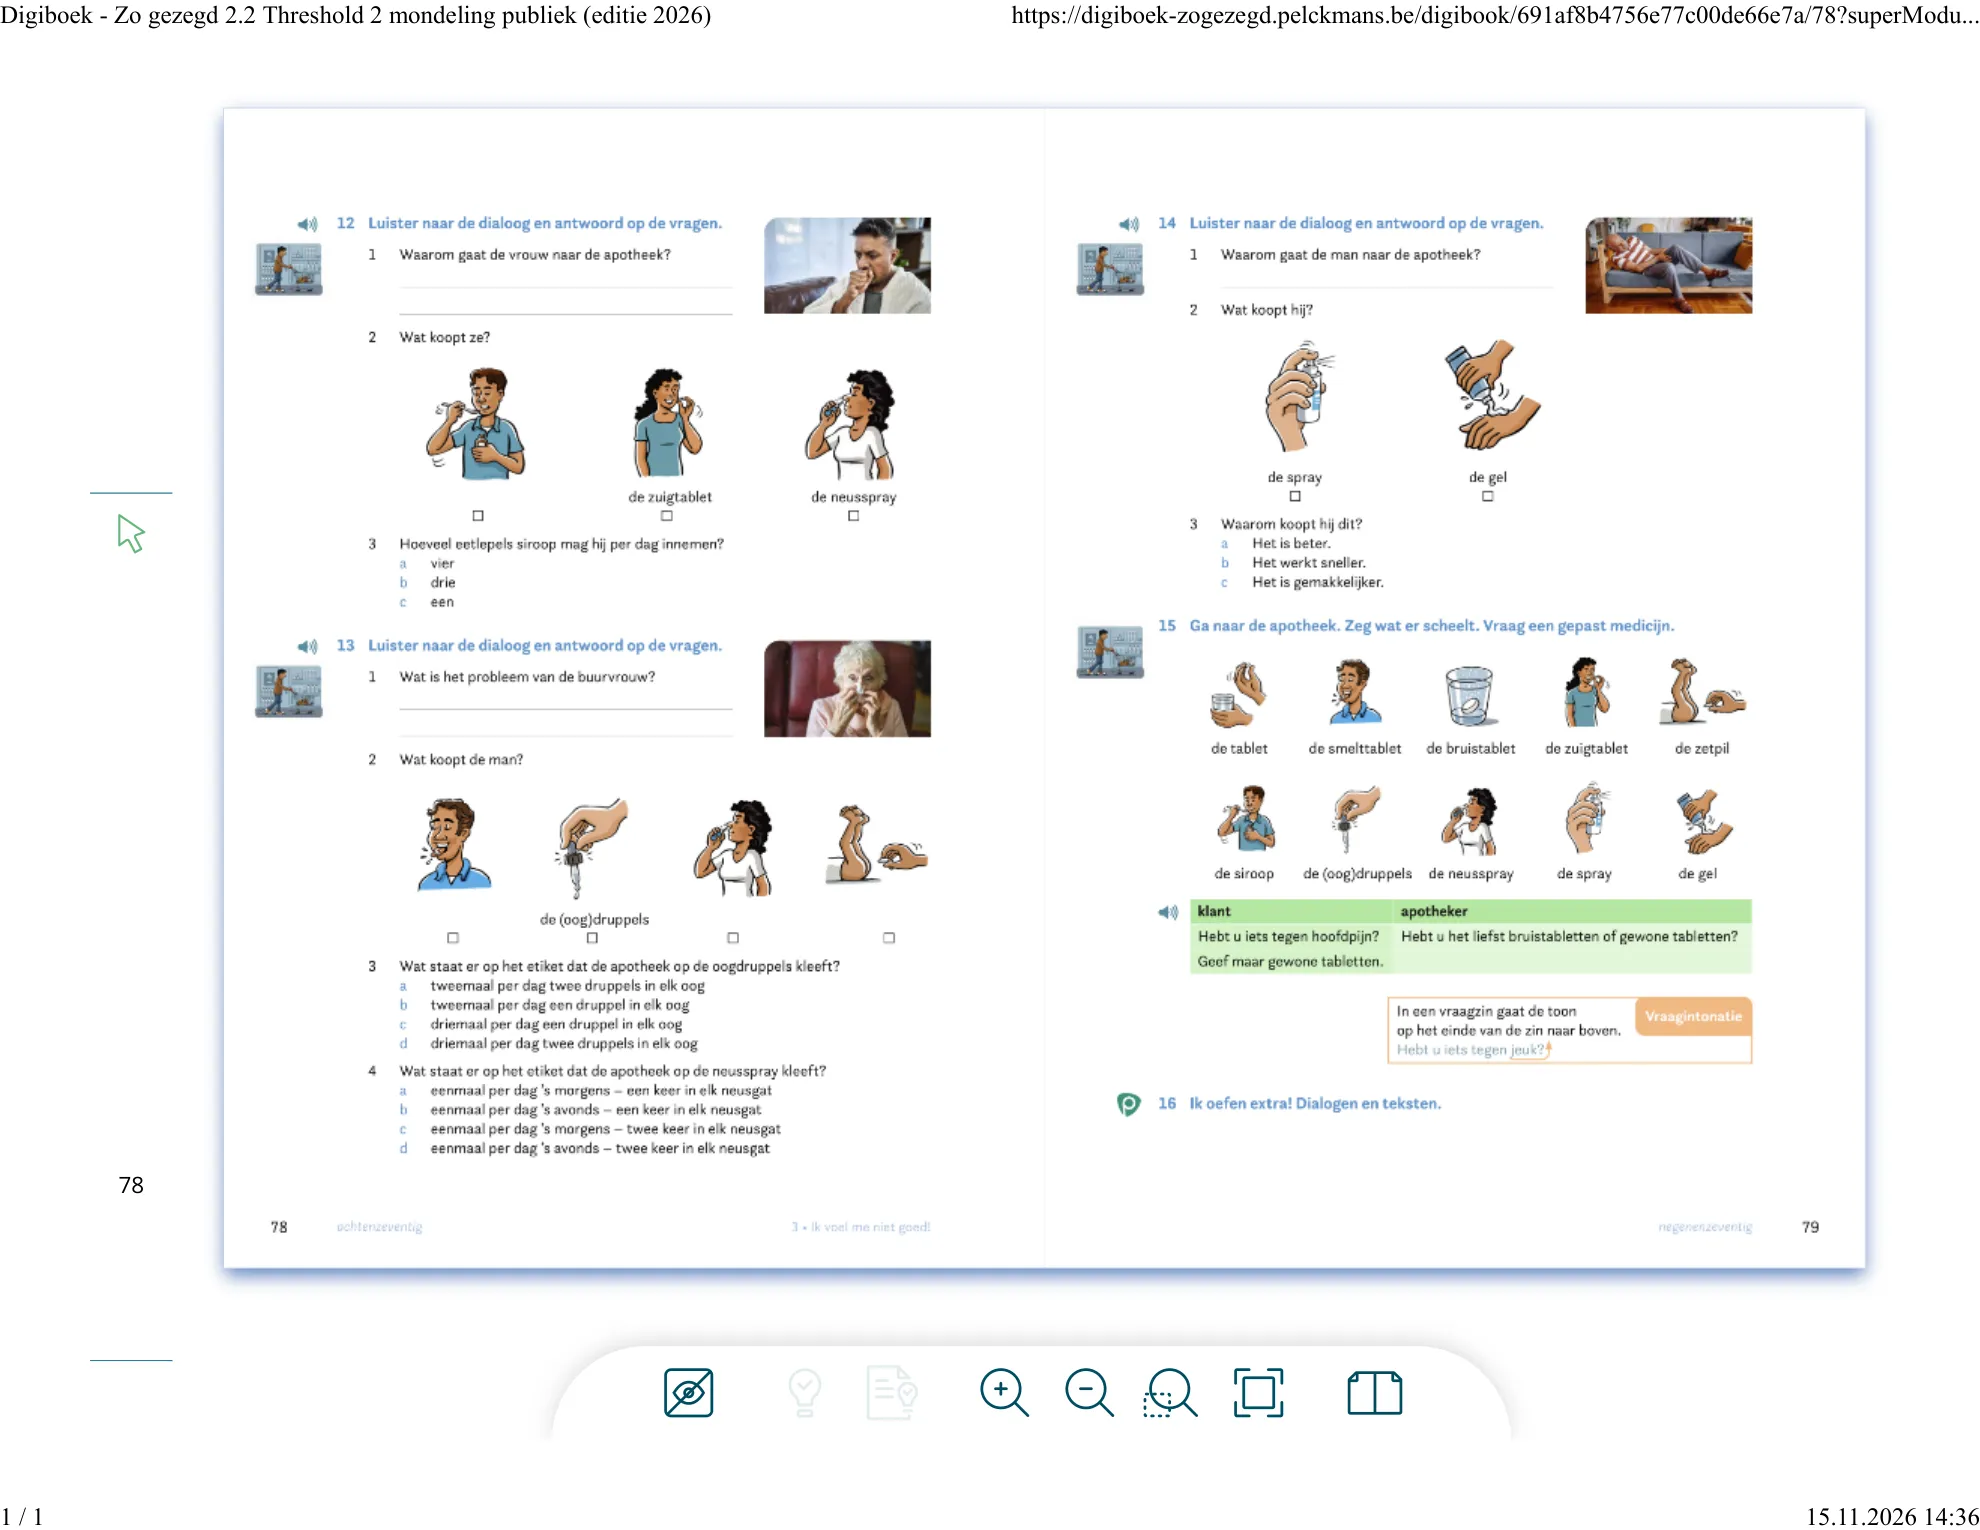 Digiboek - Zo gezegd 2.2 Threshold 2 mondeling publiek (editie 2026)
https://digiboek-zogezegd.pelckmans.be/digibook/691af8b4756e77c00de66e7a/78?superModu...
12 Luister naar de dialoog en antwoord op de vragen.
1 Waarom gaat de vrouw naar de apotheek?
2 Wat koopt ze?
de zuigtablet
de neusspray
3 Hoeveel eetlepels siroop mag hij per dag innemen?
a vier
b drie
c een
13 Luister naar de dialoog en antwoord op de vragen.
1 Wat is het probleem van de buurvrouw?
2 Wat koopt de man?
de (oog)druppels
3 Wat staat er op het etiket dat de apotheek op de oogdruppels kleeft?
a tweemaal per dag twee druppels in elk oog
b tweemaal per dag een druppel in elk oog
c driemaal per dag een druppel in elk oog
d driemaal per dag twee druppels in elk oog
4 Wat staat er op het etiket dat de apotheek op de neusspray kleeft?
a eenmaal per dag 's morgens – een keer in elk neusgat
b eenmaal per dag 's avonds – een keer in elk neusgat
c eenmaal per dag 's morgens – twee keer in elk neusgat
d eenmaal per dag 's avonds – twee keer in elk neusgat
78 achtenzeventig
3 • Ik voel me niet goed!
14 Luister naar de dialoog en antwoord op de vragen.
1 Waarom gaat de man naar de apotheek?
2 Wat koopt hij?
de spray
de gel
3 Waarom koopt hij dit?
a Het is beter.
b Het werkt sneller.
c Het is gemakkelijker.
15 Ga naar de apotheek. Zeg wat er scheelt. Vraag een gepast medicijn.
de tablet
de smelttablet
de bruistablet
de zuigtablet
de zetpil
de siroop
de (oog)druppels
de neusspray
de spray
de gel
klant apotheker
Hebt u iets tegen hoofdpijn? Hebt u het liefst bruistabletten of gewone tabletten?
Geef maar gewone tabletten.
In een vraagzin gaat de toon
op het einde van de zin naar boven.
Hebt u iets tegen jeuk?
Vraagintonatie
16 Ik oefen extra! Dialogen en teksten.
negenenzeventig 79
78
1 / 1
15.11.2026 14:36